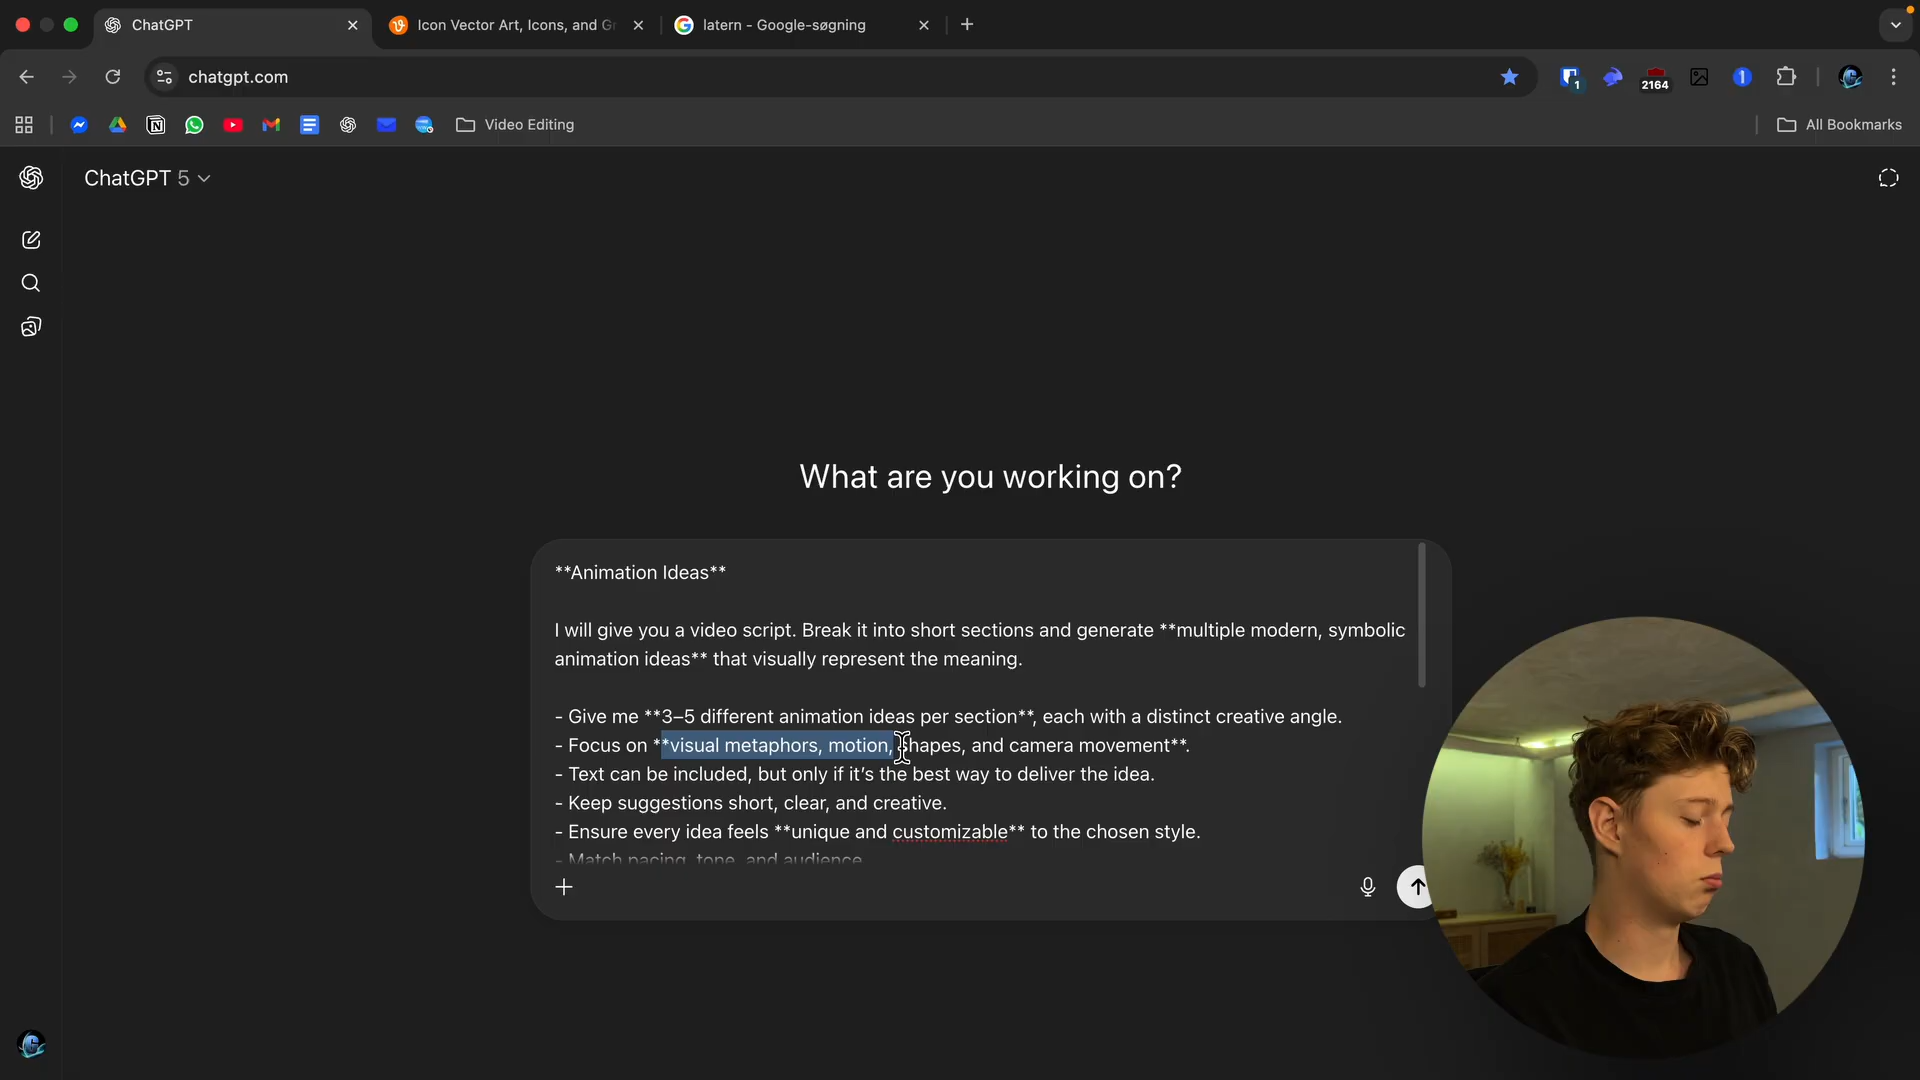 ChatGPT
Icon Vector Art, Icons, and Gr
latern - Google-søgning
chatgpt.com
1
2164
1
Video Editing
All Bookmarks
ChatGPT 5
What are you working on?
**Animation Ideas**
I will give you a video script. Break it into short sections and generate **multiple modern, symbolic
animation ideas** that visually represent the meaning.
- Give me **3–5 different animation ideas per section**, each with a distinct creative angle.
- Focus on **visual metaphors, motion, shapes, and camera movement**.
- Text can be included, but only if it’s the best way to deliver the idea.
- Keep suggestions short, clear, and creative.
- Ensure every idea feels **unique and customizable** to the chosen style.
- Match pacing, tone, and audience